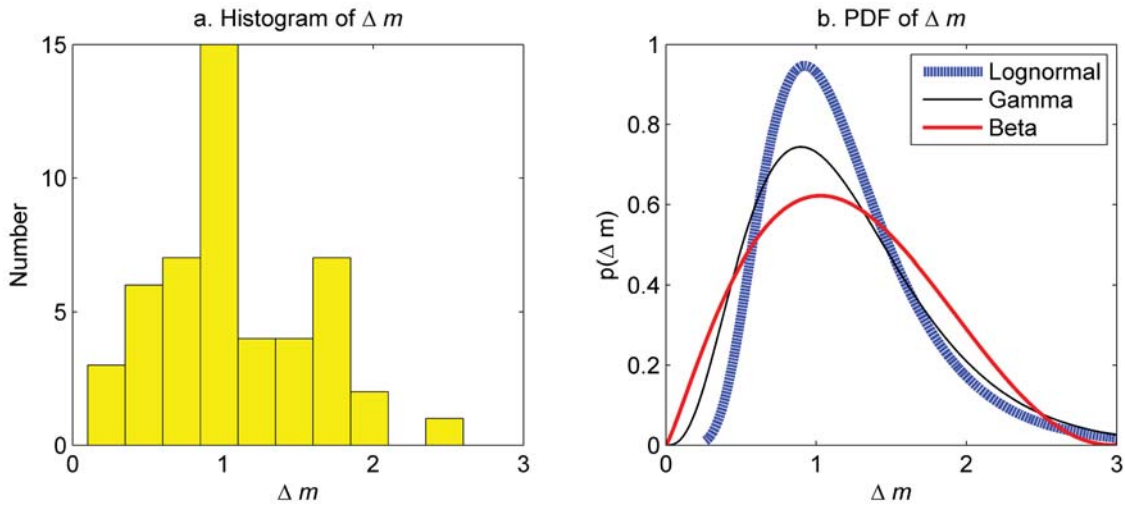 a. Histogram of Δ m
15
10
5
0
Number
0 1 2 3
Δ m
b. PDF of Δ m
1
0.8
0.6
0.4
0.2
0
p(Δ m)
Lognormal
Gamma
Beta
0 1 2 3
Δ m